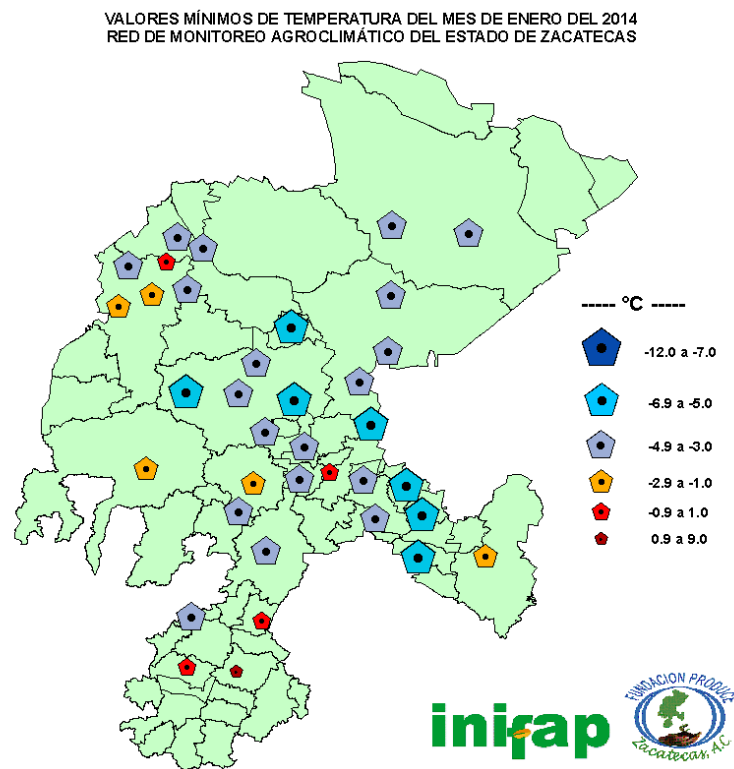 VALORES MÍNIMOS DE TEMPERATURA DEL MES DE ENERO DEL 2014
RED DE MONITOREO AGROCLIMÁTICO DEL ESTADO DE ZACATECAS
----- °C -----
-12.0 a -7.0
-6.9 a -5.0
-4.9 a -3.0
-2.9 a -1.0
-0.9 a 1.0
0.9 a 9.0
inifap
FUNDACION PRODUCE
Zacatecas, A.C.